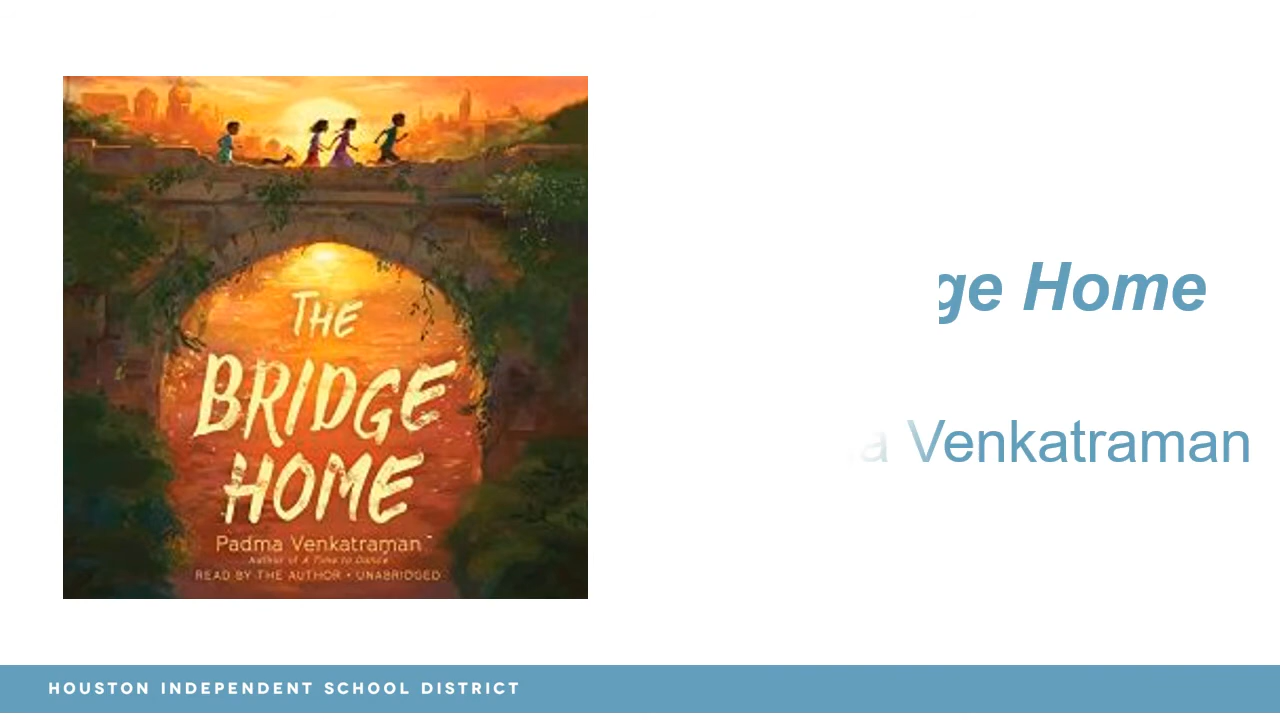 THE
BRIDGE
HOME
Padma Venkatraman
Author of A Time to Dance
READ BY THE AUTHOR • UNABRIDGED
ge Home
a Venkatraman
HOUSTON INDEPENDENT SCHOOL DISTRICT